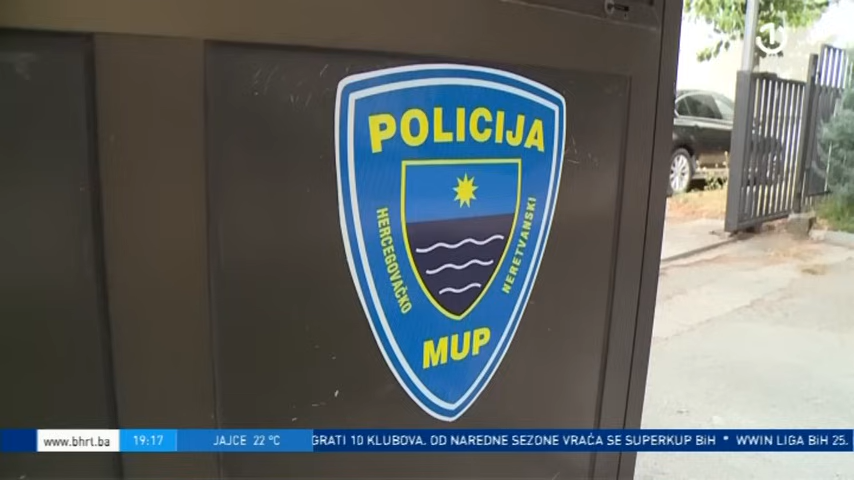 1
POLICIJA
HERCEGOVAČKO
NERETVANSKI
MUP
www.bhrt.ba 19:17 JAJCE 22 °C GRATI 10 KLUBOVA. OD NAREDNE SEZONE VRAĆA SE SUPERKUP BiH * WWIN LIGA BiH 25.